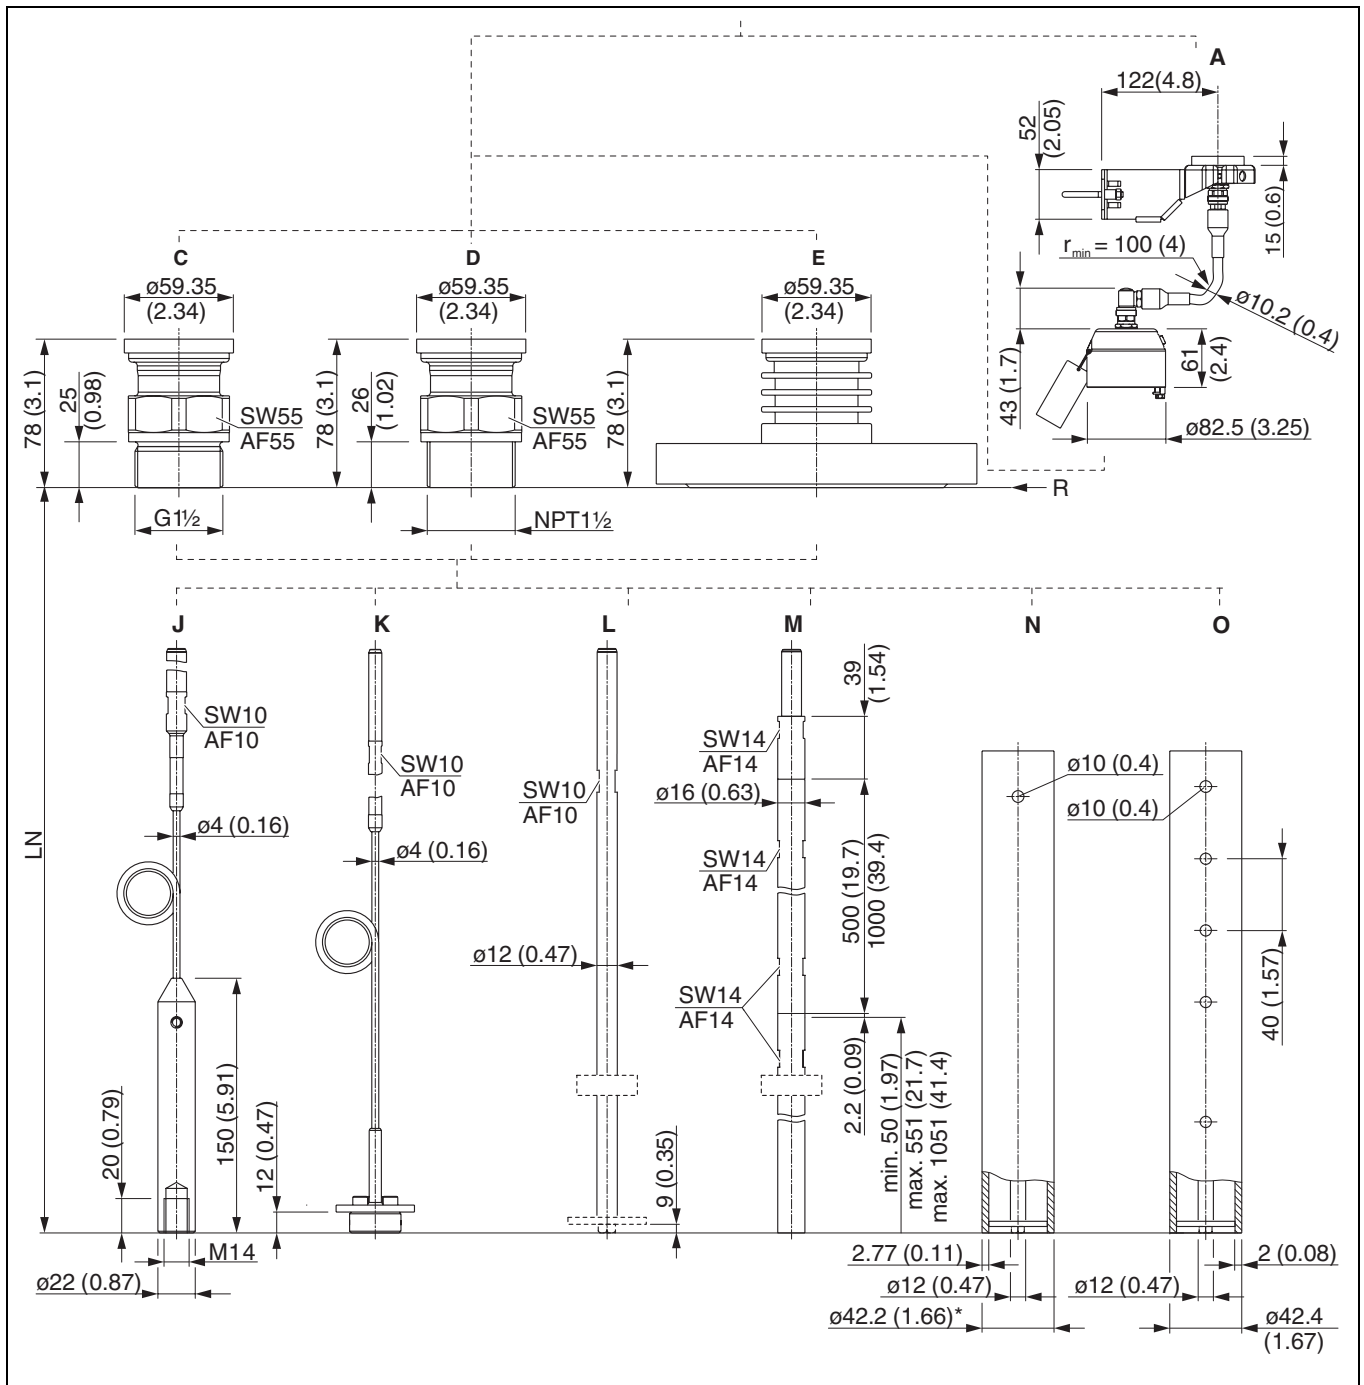 A
122(4.8)
52
(2.05)
15 (0.6)
r min = 100 (4)
ø10.2 (0.4)
43 (1.7)
61
(2.4)
ø82.5 (3.25)
C
ø59.35
(2.34)
78 (3.1)
25
(0.98)
SW55
AF55
G1½
D
ø59.35
(2.34)
78 (3.1)
26
(1.02)
SW55
AF55
NPT1½
E
ø59.35
(2.34)
78 (3.1)
R
LN
J
SW10
AF10
ø4 (0.16)
150 (5.91)
20 (0.79)
M14
ø22 (0.87)
K
SW10
AF10
ø4 (0.16)
12 (0.47)
L
SW10
AF10
ø12 (0.47)
9 (0.35)
M
39
(1.54)
SW14
AF14
ø16 (0.63)
SW14
AF14
500 (19.7)
1000 (39.4)
SW14
AF14
2.2 (0.09)
min. 50 (1.97)
max. 551 (21.7)
max. 1051 (41.4)
N
ø10 (0.4)
2.77 (0.11)
ø12 (0.47)
ø42.2 (1.66)*
O
ø10 (0.4)
40 (1.57)
2 (0.08)
ø12 (0.47)
ø42.4
(1.67)